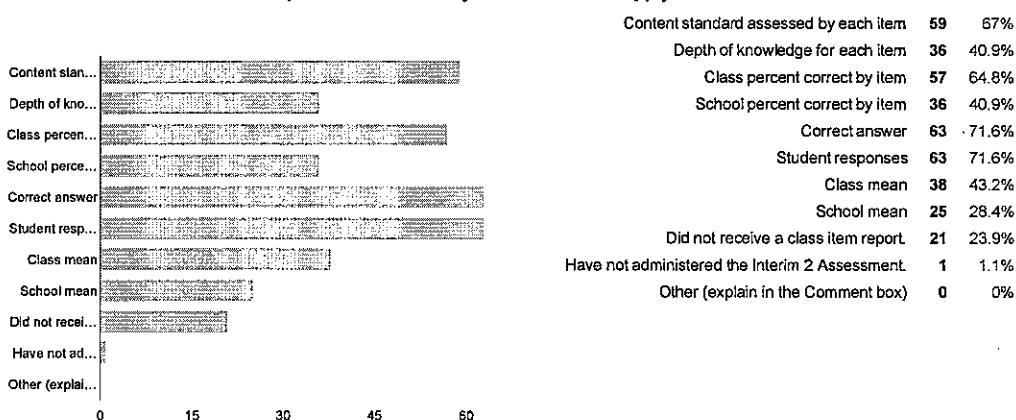 Content stan...
Depth of kno...
Class percen...
School perce...
Correct answer
Student resp...
Class mean
School mean
Did not recei...
Have not ad...
Other (explai...
0 15 30 45 60
Content standard assessed by each item 59 67%
Depth of knowledge for each item 36 40.9%
Class percent correct by item 57 64.8%
School percent correct by item 36 40.9%
Correct answer 63 71.6%
Student responses 63 71.6%
Class mean 38 43.2%
School mean 25 28.4%
Did not receive a class item report. 21 23.9%
Have not administered the Interim 2 Assessment. 1 1.1%
Other (explain in the Comment box) 0 0%